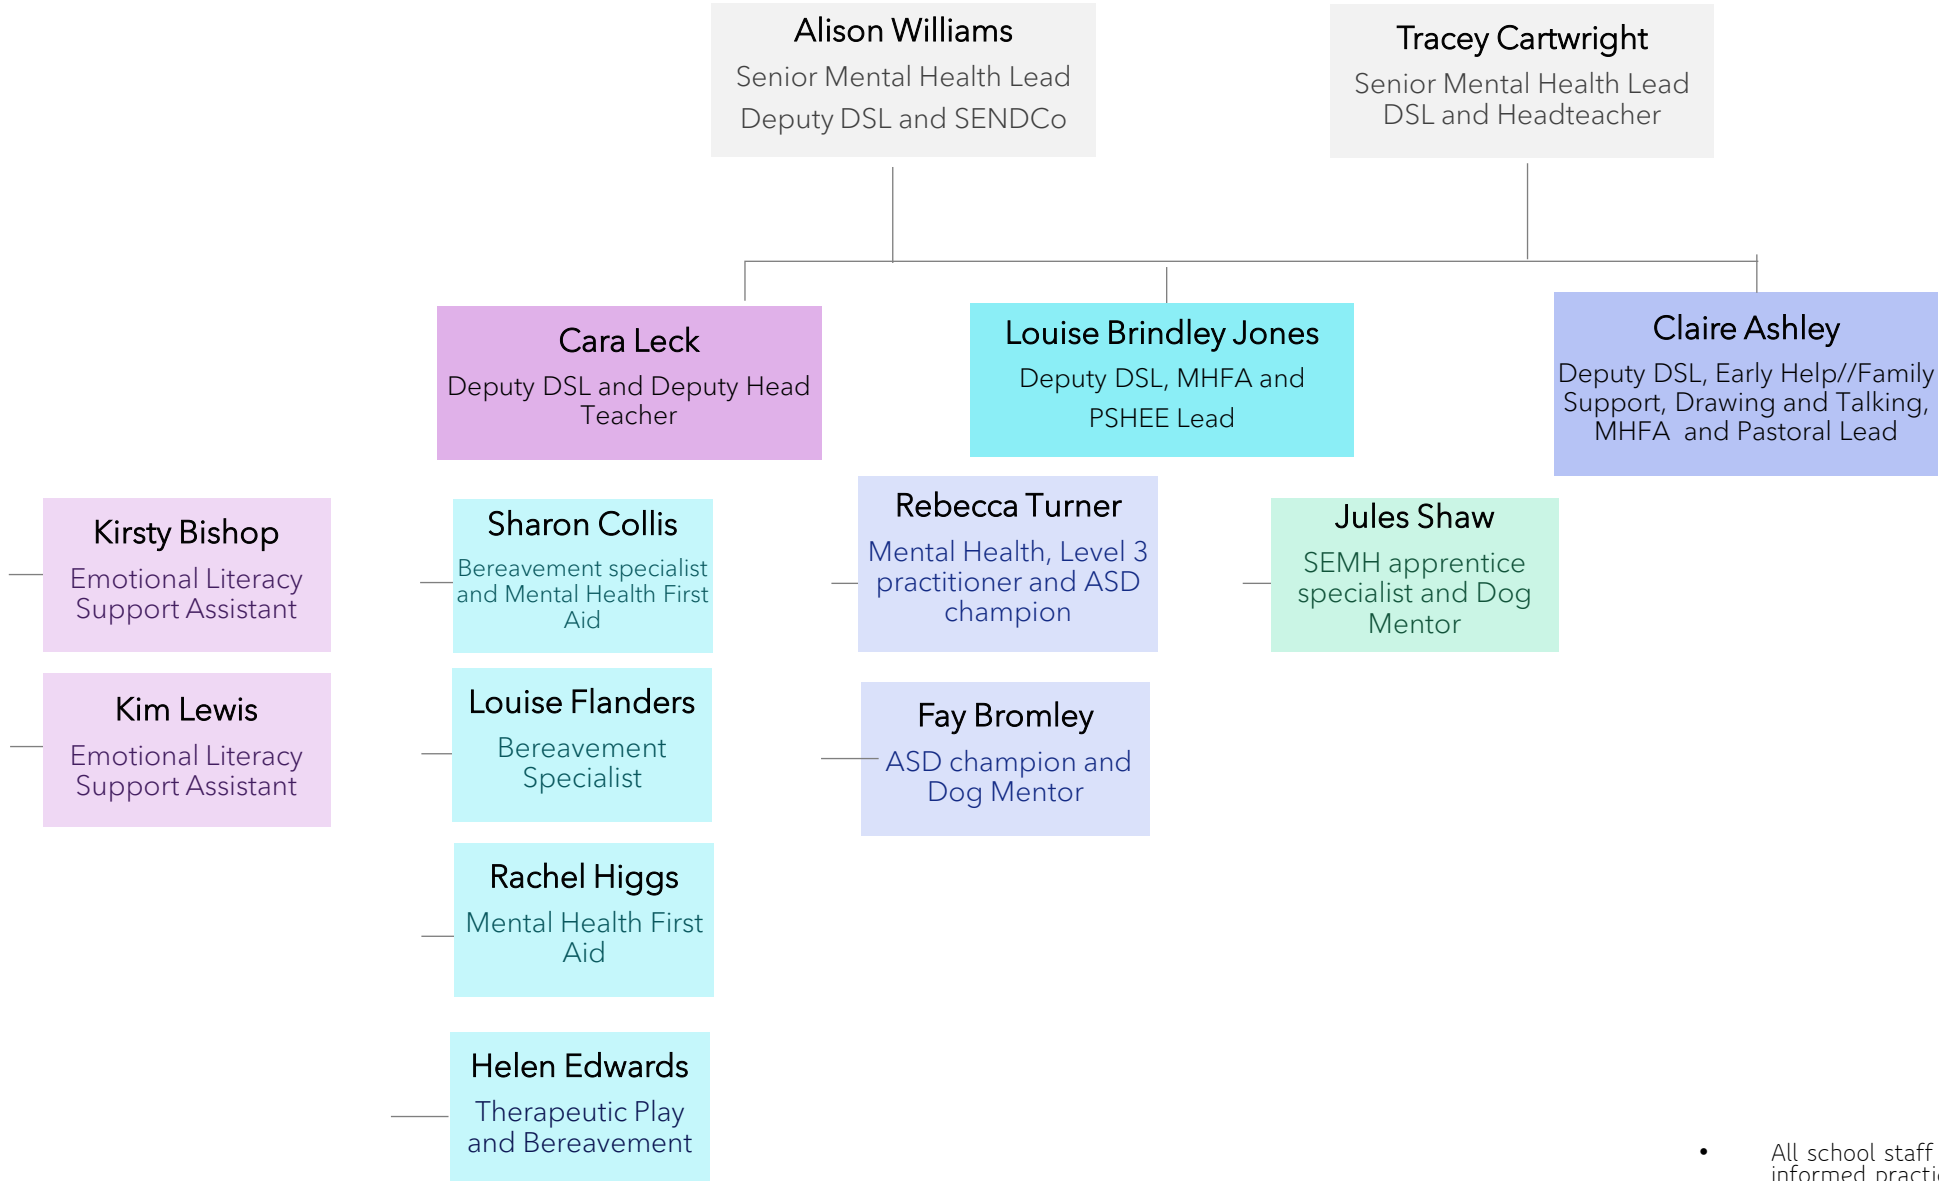 Alison Williams
Senior Mental Health Lead
Deputy DSL and SENDCo
Tracey Cartwright
Senior Mental Health Lead
DSL and Headteacher
Cara Leck
Deputy DSL and Deputy Head
Teacher
Louise Brindley Jones
Deputy DSL, MHFA and
PSHEE Lead
Claire Ashley
Deputy DSL, Early Help//Family
Support, Drawing and Talking,
MHFA and Pastoral Lead
Kirsty Bishop
Emotional Literacy
Support Assistant
Sharon Collis
Bereavement specialist
and Mental Health First
Aid
Rebecca Turner
Mental Health, Level 3
practitioner and ASD
champion
Jules Shaw
SEMH apprentice
specialist and Dog
Mentor
Kim Lewis
Emotional Literacy
Support Assistant
Louise Flanders
Bereavement
Specialist
Fay Bromley
ASD champion and
Dog Mentor
Rachel Higgs
Mental Health First
Aid
Helen Edwards
Therapeutic Play
and Bereavement
• All school staff
informed